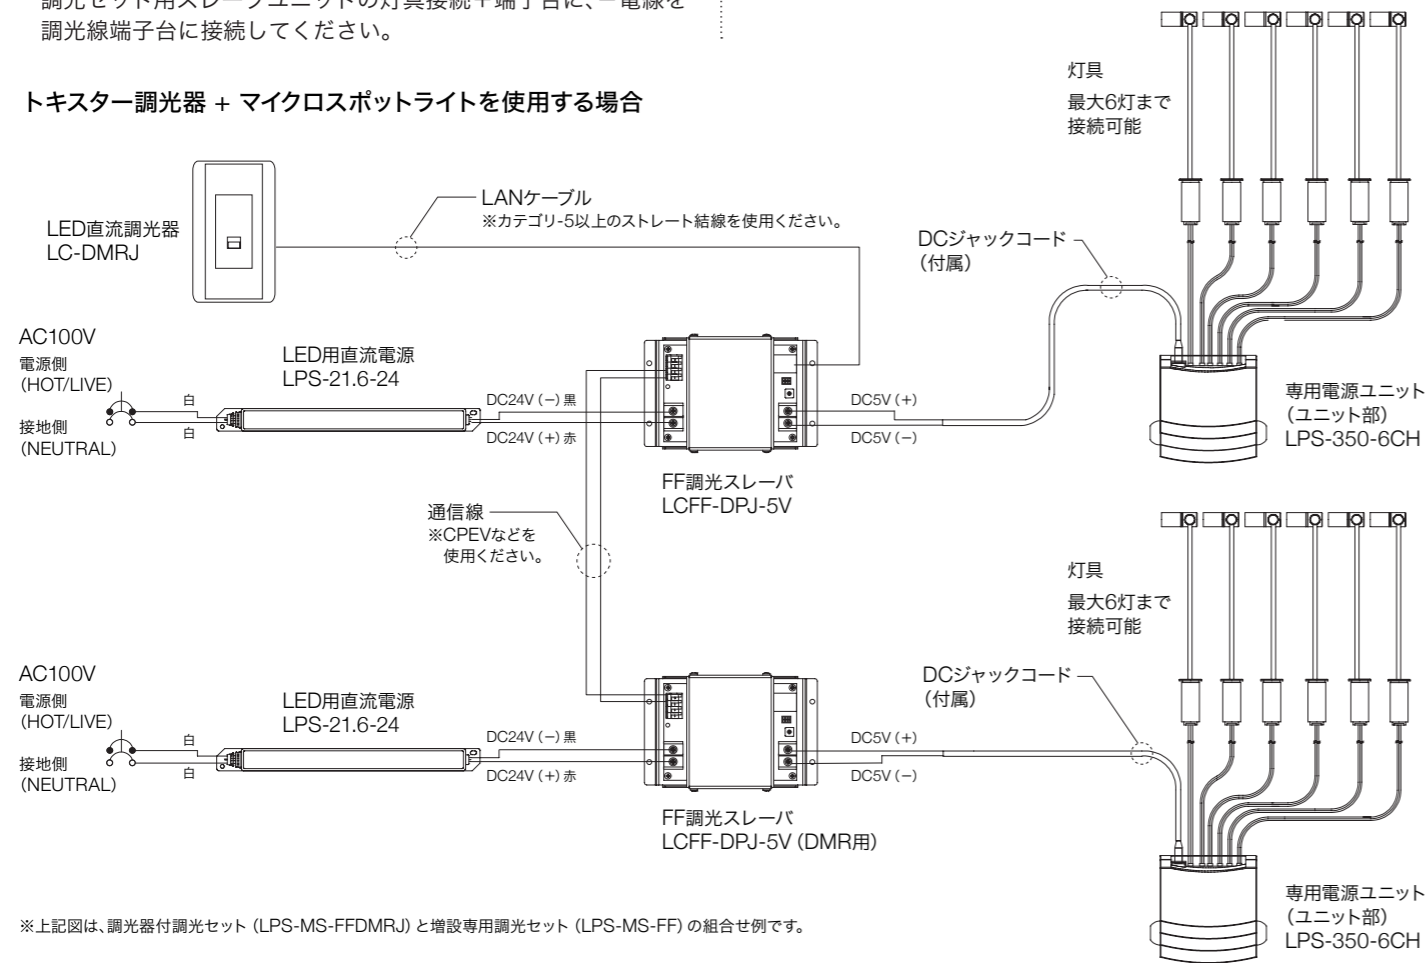 調光セット用スレーブユニットの灯具接続+端子台に、−電線を
調光線端子台に接続してください。
トキスター調光器 + マイクロスポットライトを使用する場合
灯具
最大6灯まで
接続可能
LED直流調光器
LC-DMRJ
LANケーブル
※カテゴリ-5以上のストレート結線を使用ください。
DCジャックコード
(付属)
AC100V
電源側
(HOT/LIVE)
接地側
(NEUTRAL)
白
白
LED用直流電源
LPS-21.6-24
DC24V (−) 黒
DC24V (+) 赤
DC5V (+)
DC5V (−)
FF調光スレーバ
LCFF-DPJ-5V
専用電源ユニット
(ユニット部)
LPS-350-6CH
通信線
※CPEVなどを
使用ください。
灯具
最大6灯まで
接続可能
DCジャックコード
(付属)
AC100V
電源側
(HOT/LIVE)
接地側
(NEUTRAL)
白
白
LED用直流電源
LPS-21.6-24
DC24V (−) 黒
DC24V (+) 赤
DC5V (+)
DC5V (−)
FF調光スレーバ
LCFF-DPJ-5V (DMR用)
専用電源ユニット
(ユニット部)
LPS-350-6CH
※上記図は、調光器付調光セット (LPS-MS-FFDMRJ) と増設専用調光セット (LPS-MS-FF) の組合せ例です。